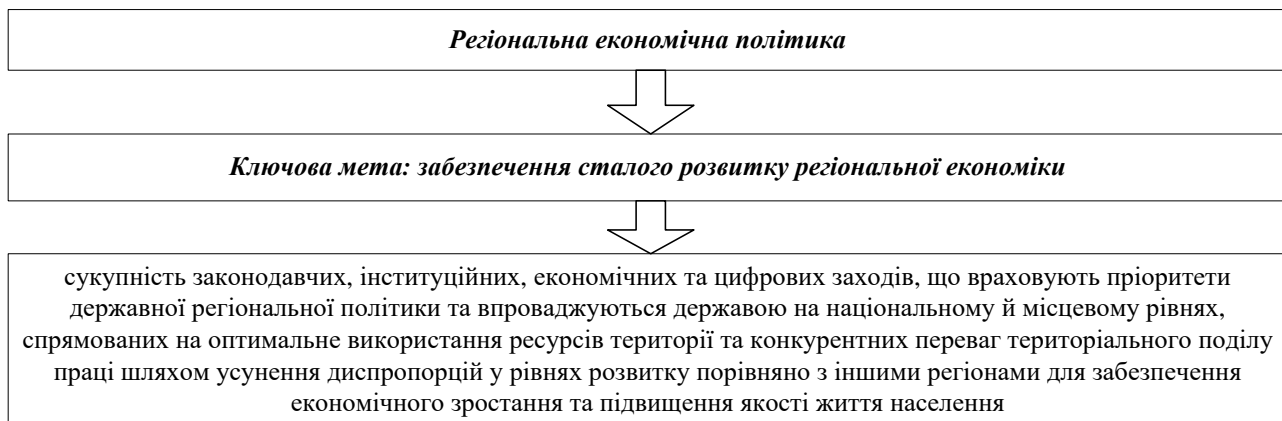 Регіональна економічна політика
Ключова мета: забезпечення сталого розвитку регіональної економіки
сукупність законодавчих, інституційних, економічних та цифрових заходів, що враховують пріоритети
державної регіональної політики та впроваджуються державою на національному й місцевому рівнях,
спрямованих на оптимальне використання ресурсів території та конкурентних переваг територіального поділу
праці шляхом усунення диспропорцій у рівнях розвитку порівняно з іншими регіонами для забезпечення
економічного зростання та підвищення якості життя населення